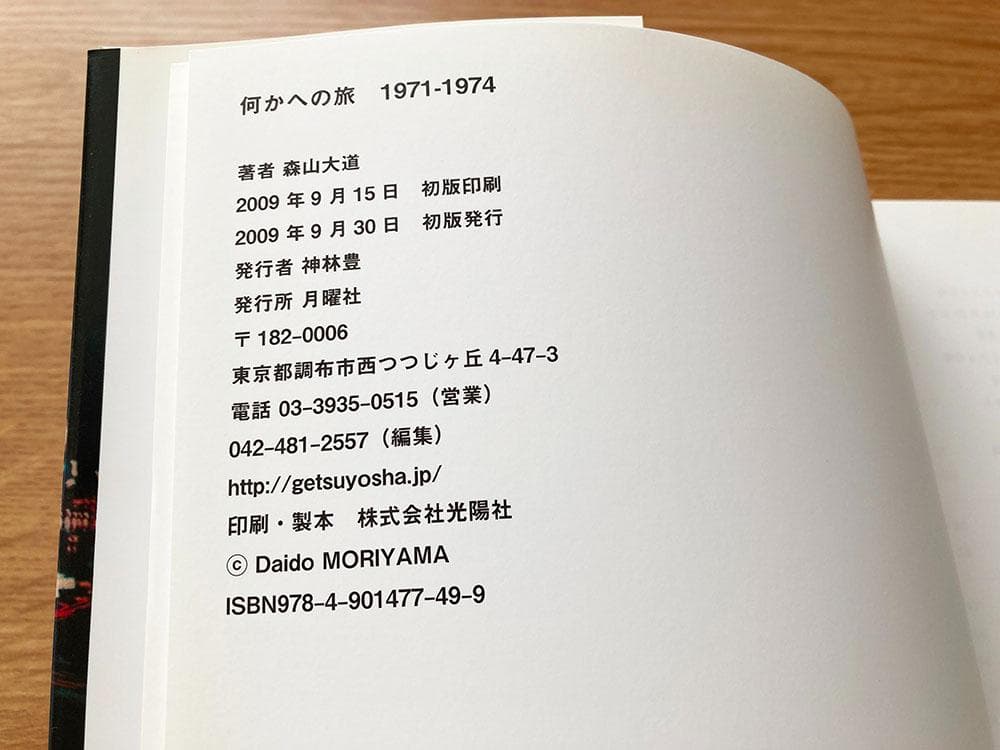 何かへの旅　1971-1974
著者 森山大道
2009 年 9 月 15 日　初版印刷
2009 年 9 月 30 日　初版発行
発行者 神林豊
発行所 月曜社
〒182-0006
東京都調布市西つつじヶ丘 4-47-3
電話 03-3935-0515（営業）
042-481-2557（編集）
http://getsuyosha.jp/
印刷・製本　株式会社光陽社
© Daido MORIYAMA
ISBN978-4-901477-49-9